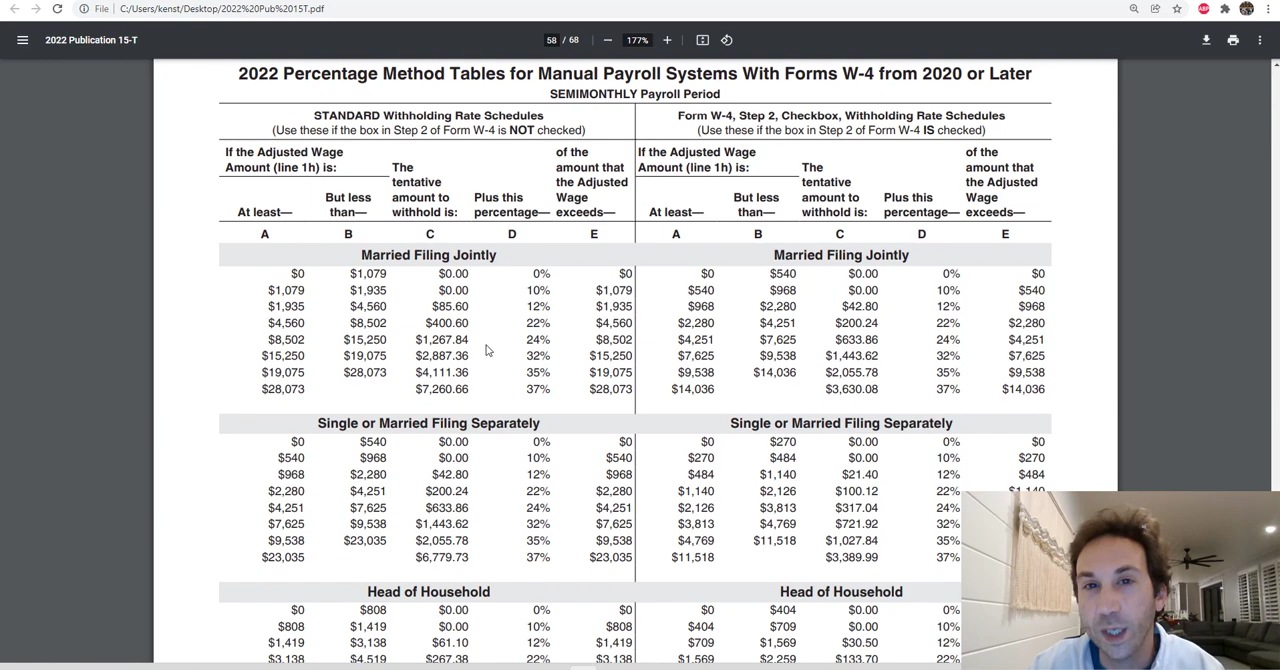 File | C:/Users/kenst/Desktop/2022%20Pub%2015T.pdf
2022 Publication 15-T
58 / 68
177%
2022 Percentage Method Tables for Manual Payroll Systems With Forms W-4 from 2020 or Later
SEMIMONTHLY Payroll Period
STANDARD Withholding Rate Schedules
(Use these if the box in Step 2 of Form W-4 is NOT checked)
Form W-4, Step 2, Checkbox, Withholding Rate Schedules
(Use these if the box in Step 2 of Form W-4 IS checked)
If the Adjusted Wage Amount (line 1h) is:
At least—
But less than—
The tentative amount to withhold is:
Plus this percentage—
of the amount that the Adjusted Wage exceeds—
If the Adjusted Wage Amount (line 1h) is:
At least—
But less than—
The tentative amount to withhold is:
Plus this percentage—
of the amount that the Adjusted Wage exceeds—
A B C D E A B C D E
Married Filing Jointly Married Filing Jointly
$0 $1,079 $0.00 0% $0 $0 $540 $0.00 0% $0
$1,079 $1,935 $0.00 10% $1,079 $540 $968 $0.00 10% $540
$1,935 $4,560 $85.60 12% $1,935 $968 $2,280 $42.80 12% $968
$4,560 $8,502 $400.60 22% $4,560 $2,280 $4,251 $200.24 22% $2,280
$8,502 $15,250 $1,267.84 24% $8,502 $4,251 $7,625 $633.86 24% $4,251
$15,250 $19,075 $2,887.36 32% $15,250 $7,625 $9,538 $1,443.62 32% $7,625
$19,075 $28,073 $4,111.36 35% $19,075 $9,538 $14,036 $2,055.78 35% $9,538
$28,073 $7,260.66 37% $28,073 $14,036 $3,630.08 37% $14,036
Single or Married Filing Separately Single or Married Filing Separately
$0 $540 $0.00 0% $0 $0 $270 $0.00 0% $0
$540 $968 $0.00 10% $540 $270 $484 $0.00 10% $270
$968 $2,280 $42.80 12% $968 $484 $1,140 $21.40 12% $484
$2,280 $4,251 $200.24 22% $2,280 $1,140 $2,126 $100.12 22% $1,140
$4,251 $7,625 $633.86 24% $4,251 $2,126 $3,813 $317.04 24%
$7,625 $9,538 $1,443.62 32% $7,625 $3,813 $4,769 $721.92 32%
$9,538 $23,035 $2,055.78 35% $9,538 $4,769 $11,518 $1,027.84 35%
$23,035 $6,779.73 37% $23,035 $11,518 $3,389.99 37%
Head of Household Head of Household
$0 $808 $0.00 0% $0 $0 $404 $0.00 0%
$808 $1,419 $0.00 10% $808 $404 $709 $0.00 10%
$1,419 $3,138 $61.10 12% $1,419 $709 $1,569 $30.50 12%
$3,138 $4,519 $267.38 22% $3,138 $1,569 $2,259 $133.70 22%